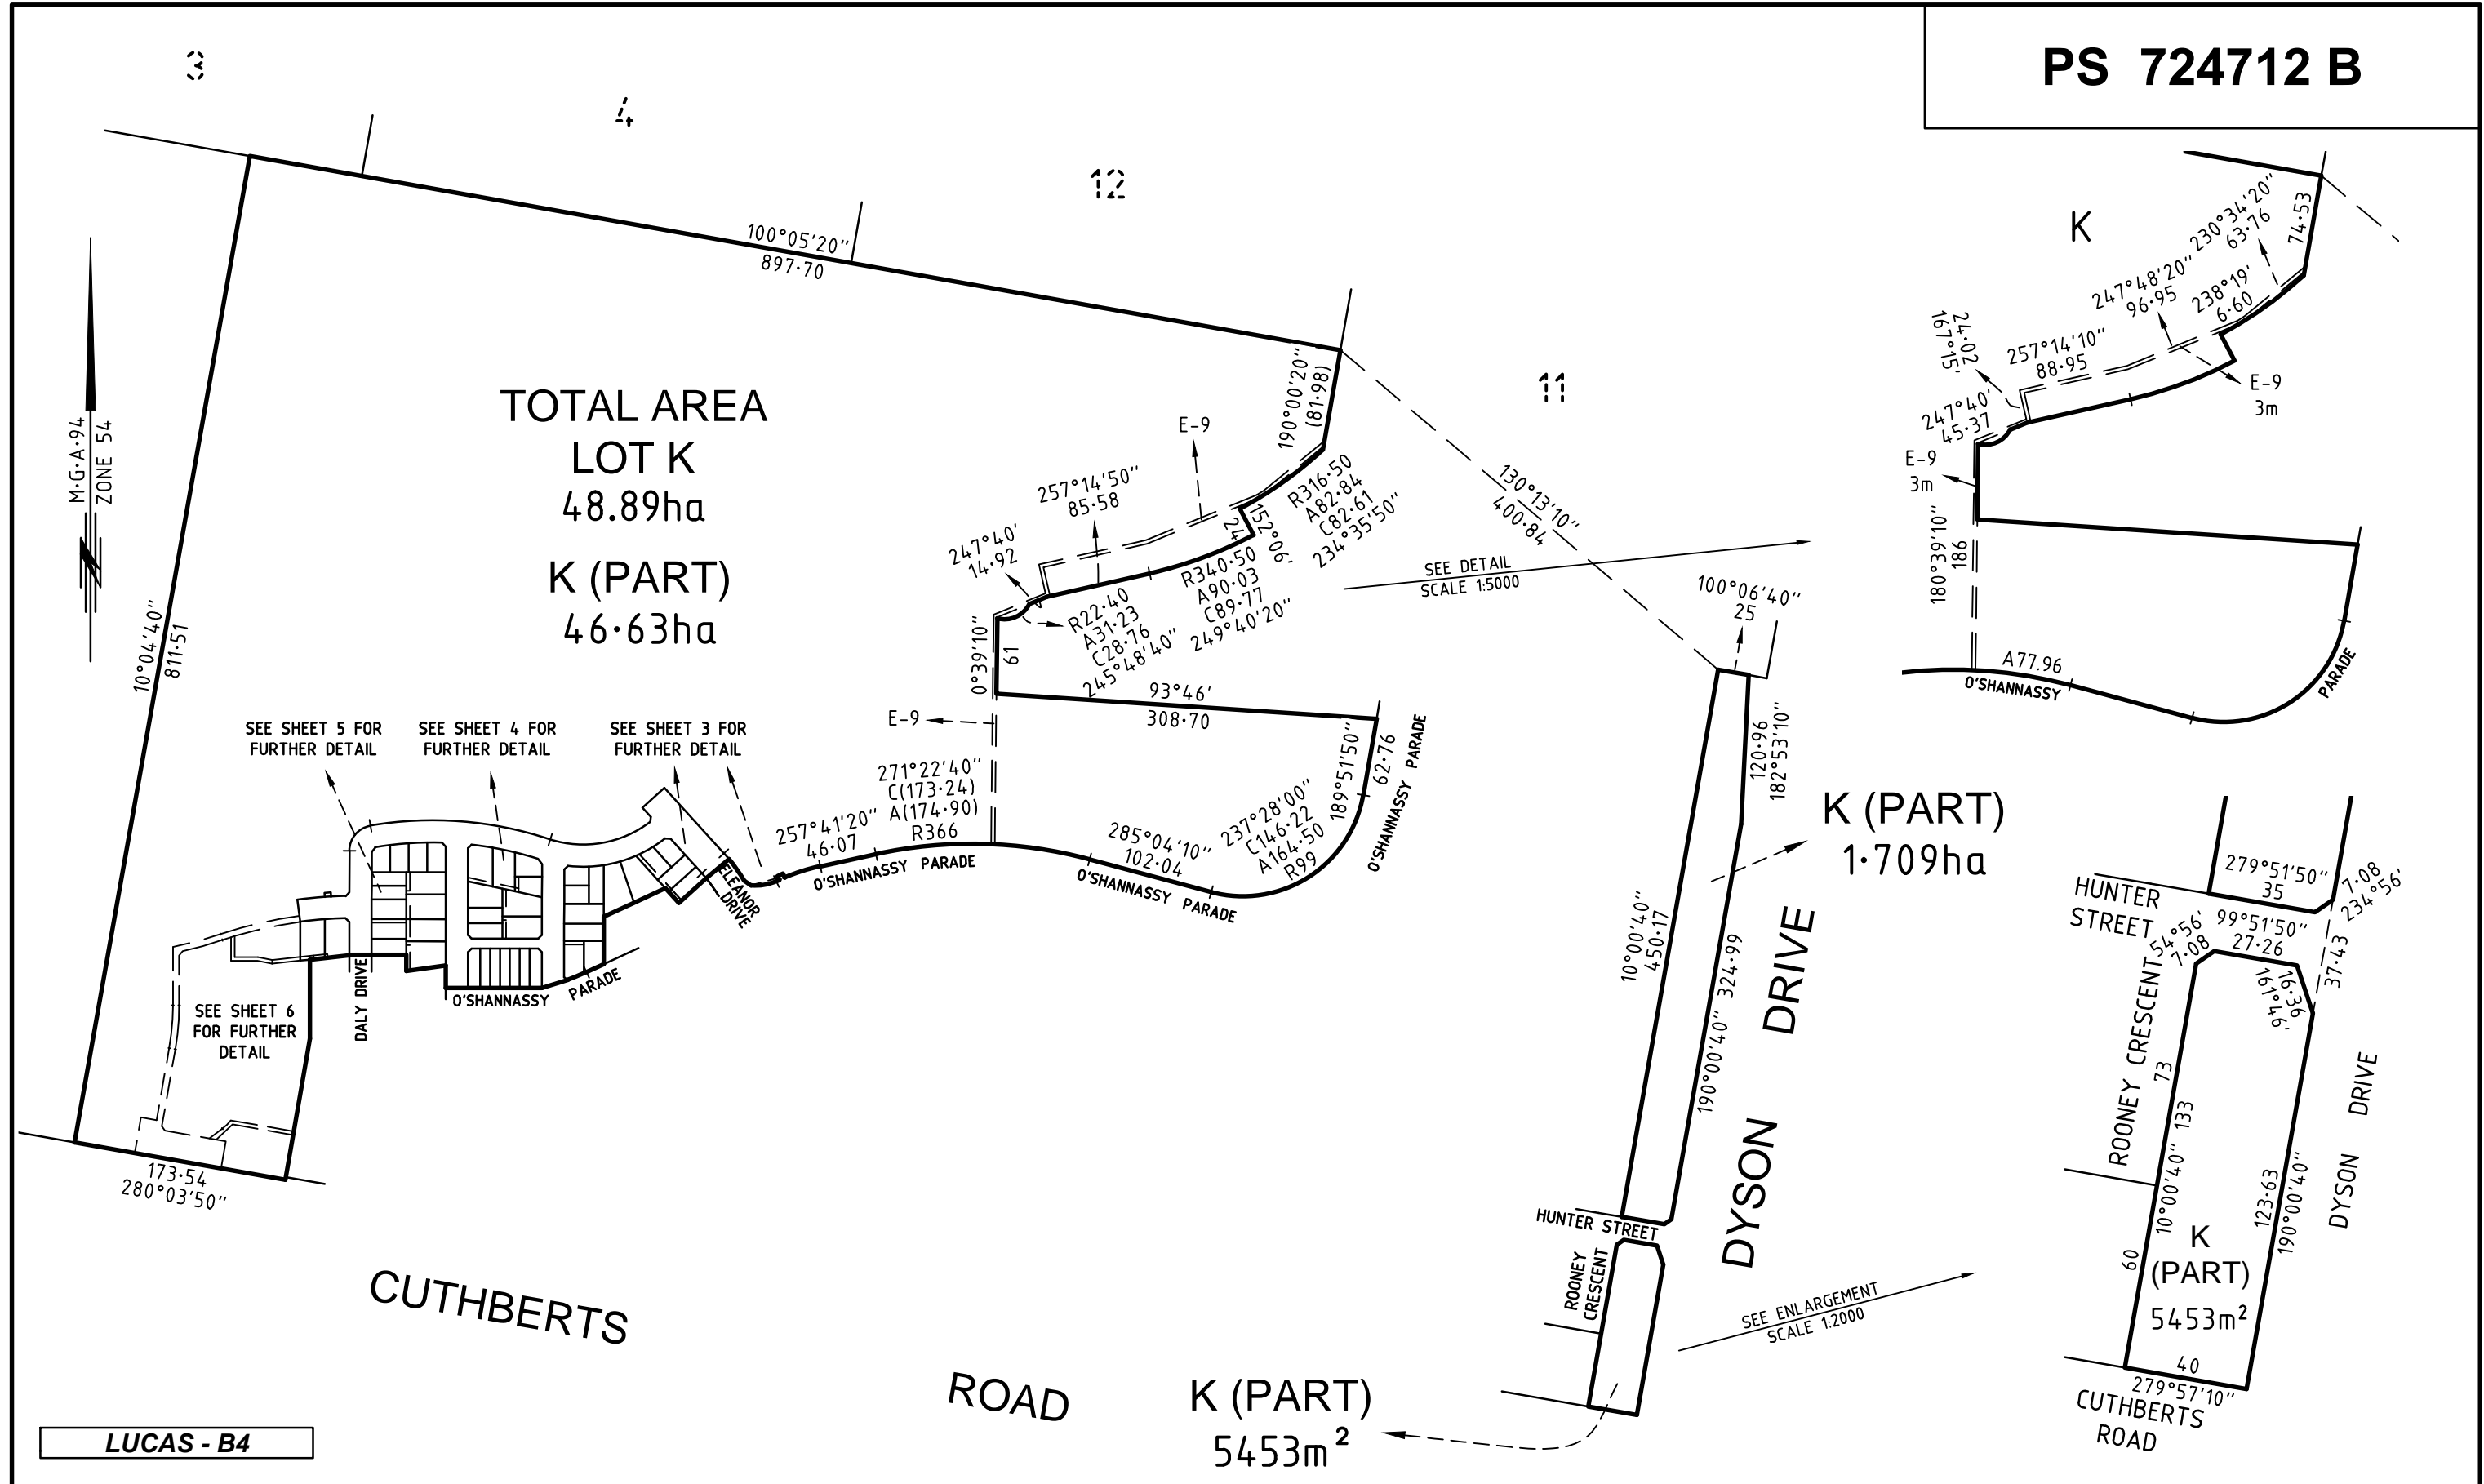 PS 724712 B
3
4
12
11
M·G·A·94
ZONE 54
100°05'20"
897·70
TOTAL AREA
LOT K
48.89ha
K (PART)
46·63ha
10°04'40"
811·51
190°00'20"
(81·98)
E-9
257°14'50"
85·58
247°40'
14·92
R316·50
A82·84
C82·61
234°35'50"
152°06'
24
R340·50
A90·03
C89·77
249°40'20"
R22·40
A31·23
C28·76
245°48'40"
0°39'10"
61
93°46'
308·70
E-9
130°13'10"
400·84
SEE DETAIL
SCALE 1:5000
100°06'40"
25
SEE SHEET 5 FOR
FURTHER DETAIL
SEE SHEET 4 FOR
FURTHER DETAIL
SEE SHEET 3 FOR
FURTHER DETAIL
271°22'40"
C(173·24)
A(174·90)
R366
257°41'20"
46·07
O'SHANNASSY PARADE
285°04'10"
102·04
O'SHANNASSY PARADE
237°28'00"
C146·22
A164·50
R99
189°51'50"
62·76
O'SHANNASSY PARADE
ELEANOR
DRIVE
DALY DRIVE
O'SHANNASSY PARADE
SEE SHEET 6
FOR FURTHER
DETAIL
173·54
280°03'50"
CUTHBERTS
ROAD
120·96
182°53'10"
K (PART)
1·709ha
10°00'40"
450·17
190°00'40" 324·99
DYSON DRIVE
HUNTER STREET
ROONEY
CRESCENT
SEE ENLARGEMENT
SCALE 1:2000
K (PART)
5453m²
K
230°34'20"
63·76
74·53
247°48'20"
96·95
238°19'
6·60
24·02
167°15'
257°14'10"
88·95
E-9
3m
247°40'
45·37
E-9
3m
180°39'10"
186
A77.96
O'SHANNASSY
PARADE
279°51'50"
35
7·08
234°56'
HUNTER
STREET
54°56'
7·08
99°51'50"
27·26
37·43
16·36
161°46'
ROONEY CRESCENT
73
10°00'40" 133
60
123·63
190°00'40"
DYSON DRIVE
K
(PART)
5453m²
40
279°57'10"
CUTHBERTS
ROAD
LUCAS - B4